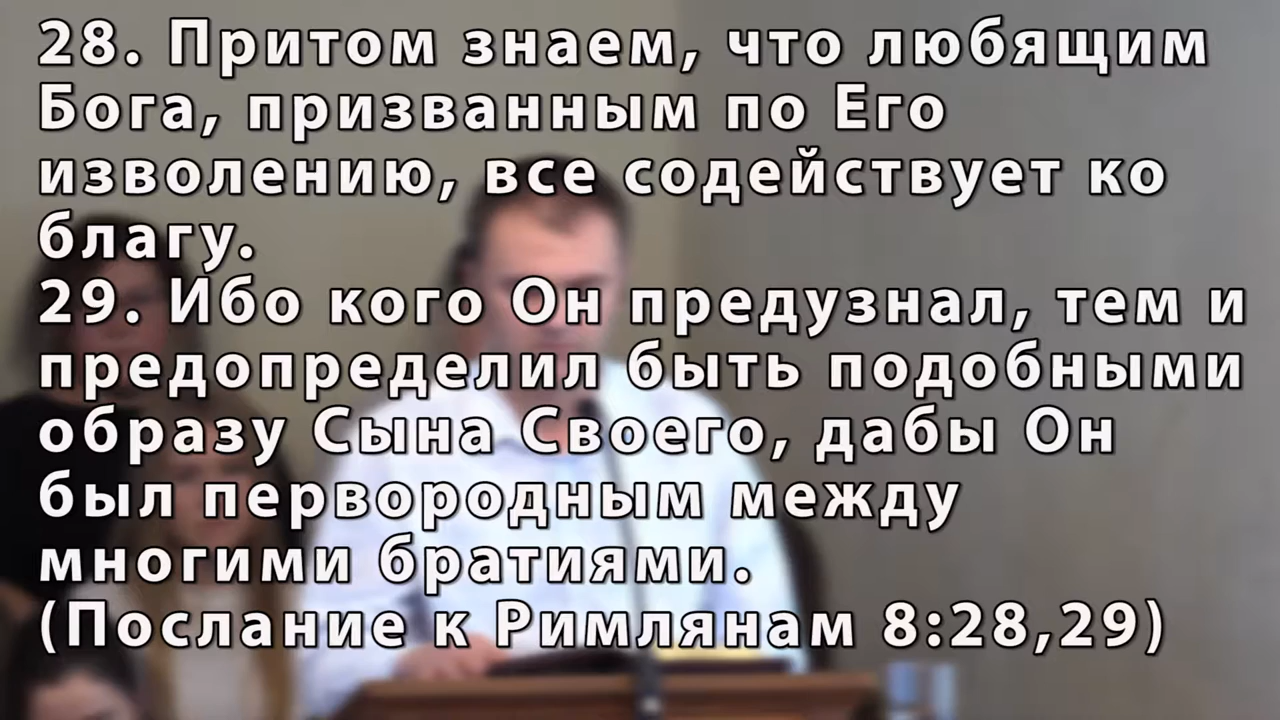 28. Притом знаем, что любящим
Бога, призванным по Его
изволению, все содействует ко
благу.
29. Ибо кого Он предузнал, тем и
предопределил быть подобными
образу Сына Своего, дабы Он
был первородным между
многими братиями.
(Послание к Римлянам 8:28,29)